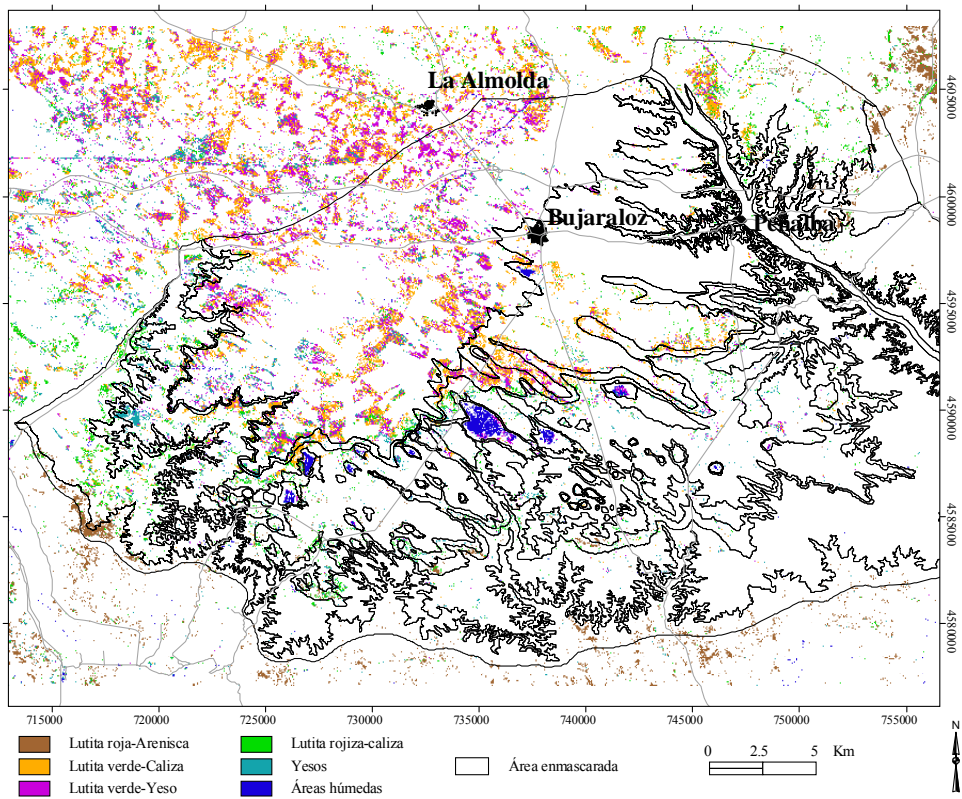 La Almolda
Bujaraloz
Peñalba
4605000
4600000
4595000
4590000
4585000
4580000
715000 720000 725000 730000 735000 740000 745000 750000 755000
Lutita roja-Arenisca
Lutita verde-Caliza
Lutita verde-Yeso
Lutita rojiza-caliza
Yesos
Áreas húmedas
Área enmascarada
0 2.5 5 Km
N